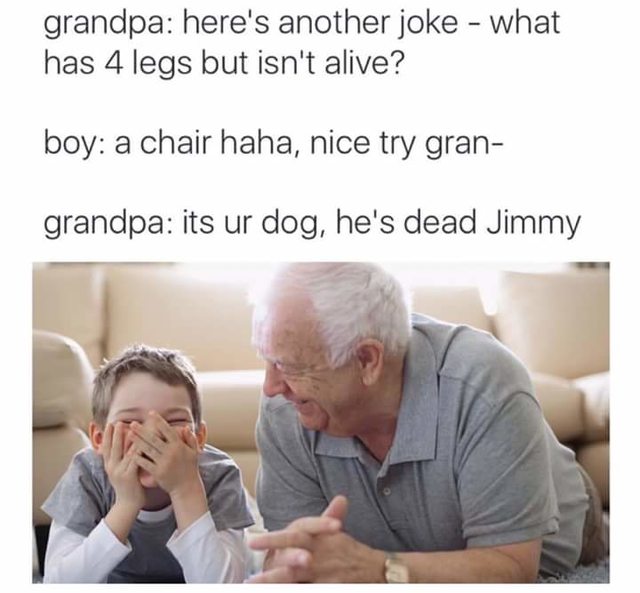 grandpa: here's another joke - what
has 4 legs but isn't alive?
boy: a chair haha, nice try gran-
grandpa: its ur dog, he's dead Jimmy